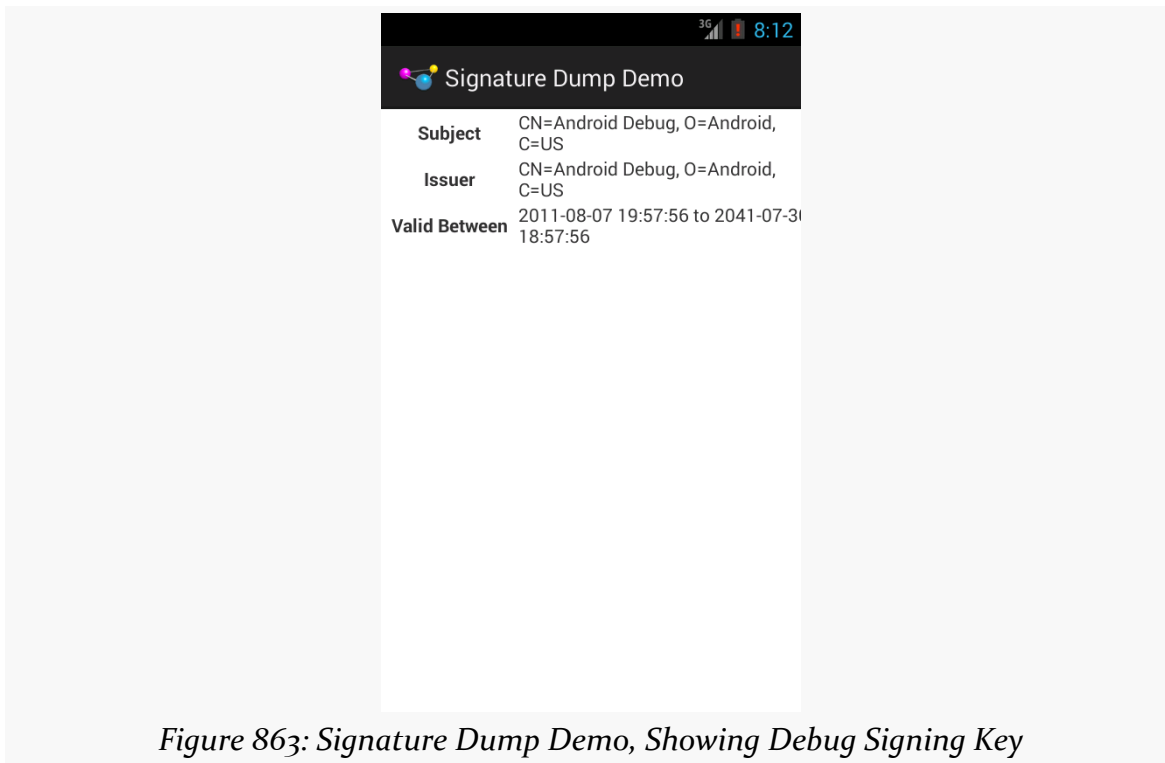 3G 8:12
Signature Dump Demo
Subject CN=Android Debug, O=Android,
C=US
Issuer CN=Android Debug, O=Android,
C=US
Valid Between 2011-08-07 19:57:56 to 2041-07-30
18:57:56
Figure 863: Signature Dump Demo, Showing Debug Signing Key